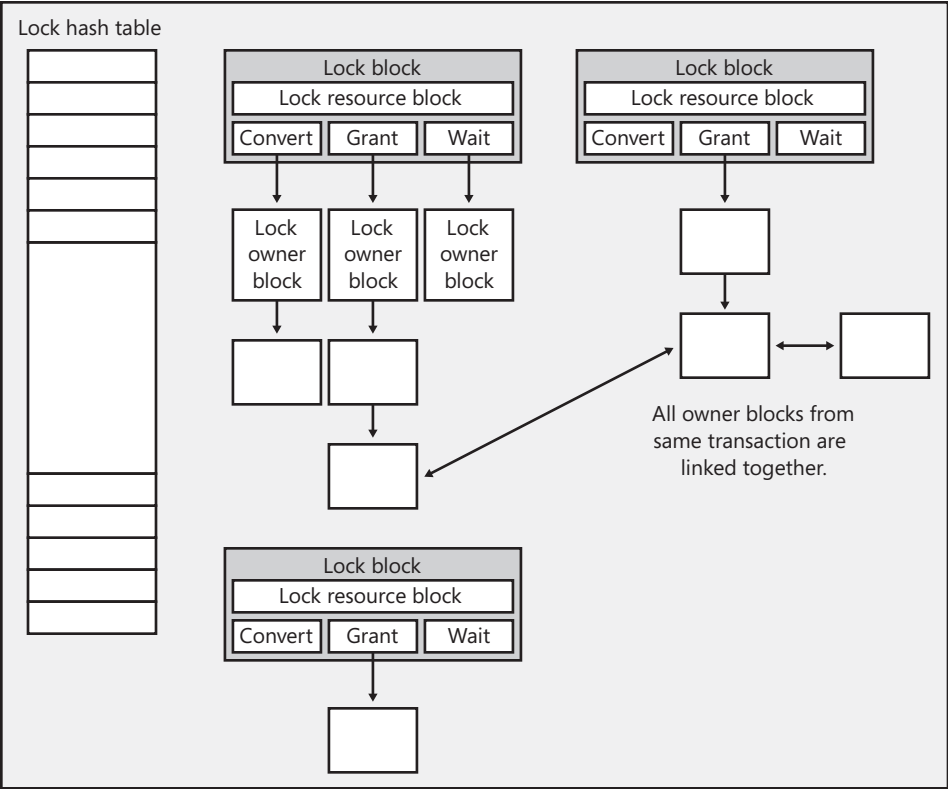 Lock hash table
Lock block
Lock resource block
Convert Grant Wait
Lock
owner
block
Lock
owner
block
Lock
owner
block
Lock block
Lock resource block
Convert Grant Wait
All owner blocks from
same transaction are
linked together.
Lock block
Lock resource block
Convert Grant Wait